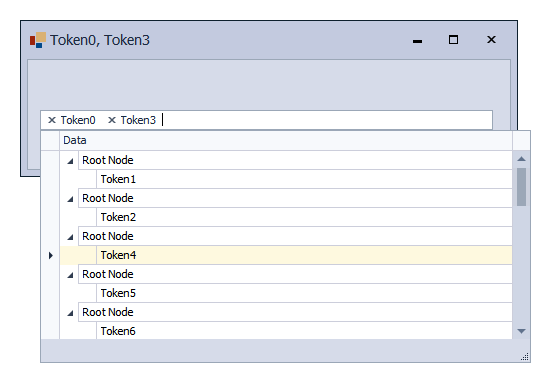 Token0, Token3
Token0 Token3
Data
Root Node
Token1
Root Node
Token2
Root Node
Token4
Root Node
Token5
Root Node
Token6